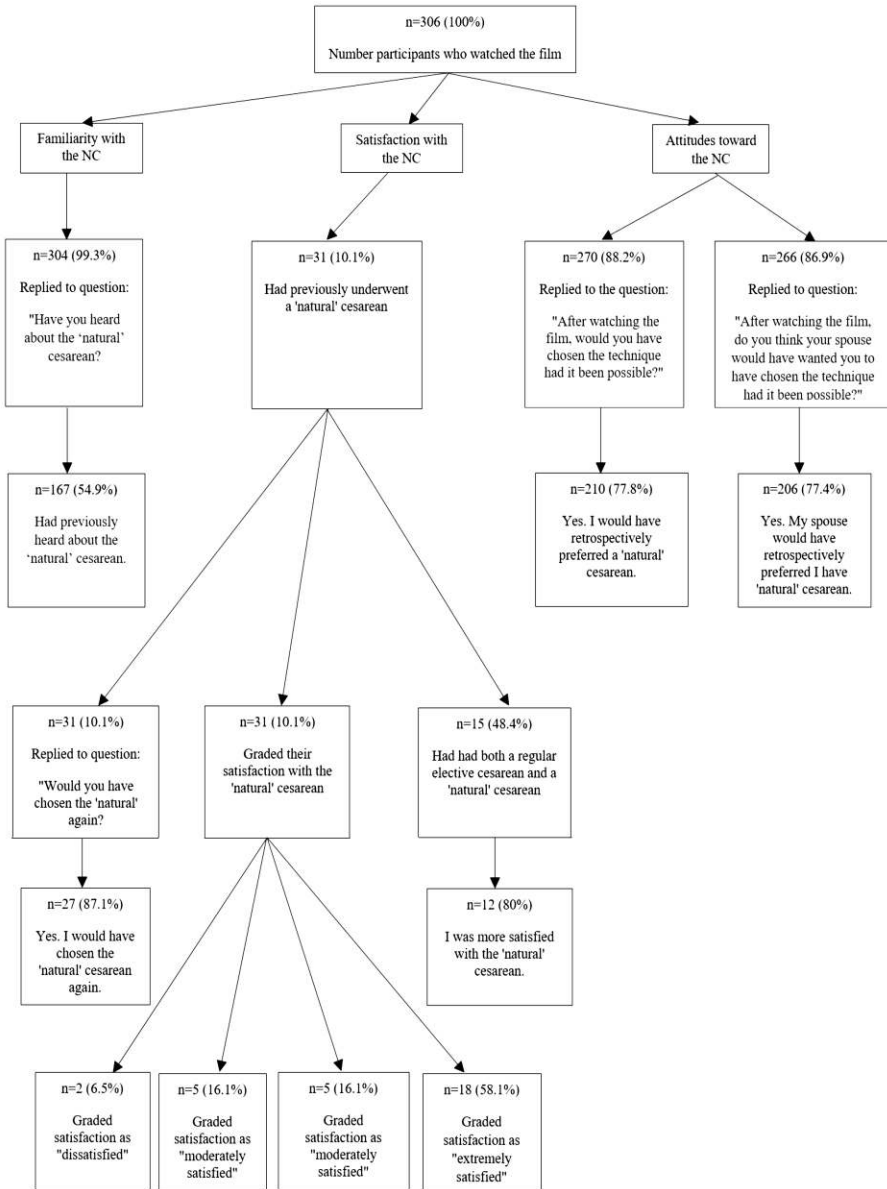 n=306 (100%)
Number participants who watched the film
Familiarity with
the NC
Satisfaction with
the NC
Attitudes toward
the NC
n=304 (99.3%)
Replied to question:
"Have you heard
about the ‘natural’
cesarean?
n=31 (10.1%)
Had previously underwent
a 'natural' cesarean
n=270 (88.2%)
Replied to the question:
"After watching the
film, would you have
chosen the technique
had it been possible?"
n=266 (86.9%)
Replied to question:
"After watching the film,
do you think your spouse
would have wanted you to
have chosen the technique
had it been possible?"
n=167 (54.9%)
Had previously
heard about the
‘natural’ cesarean.
n=210 (77.8%)
Yes. I would have
retrospectively
preferred a 'natural'
cesarean.
n=206 (77.4%)
Yes. My spouse
would have
retrospectively
preferred I have
'natural' cesarean.
n=31 (10.1%)
Replied to question:
"Would you have
chosen the 'natural'
again?
n=31 (10.1%)
Graded their
satisfaction with the
'natural' cesarean
n=15 (48.4%)
Had had both a regular
elective cesarean and a
'natural' cesarean
n=27 (87.1%)
Yes. I would have
chosen the
'natural' cesarean
again.
n=12 (80%)
I was more satisfied
with the 'natural'
cesarean.
n=2 (6.5%)
Graded
satisfaction as
"dissatisfied"
n=5 (16.1%)
Graded
satisfaction as
"moderately
satisfied"
n=5 (16.1%)
Graded
satisfaction as
"moderately
satisfied"
n=18 (58.1%)
Graded
satisfaction as
"extremely
satisfied"